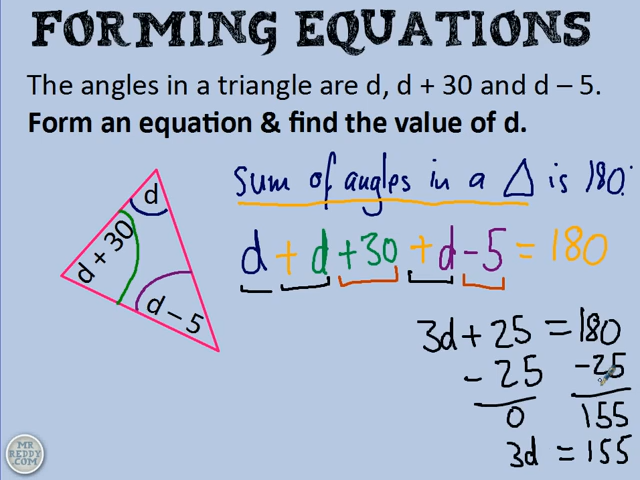 FORMING EQUATIONS
The angles in a triangle are d, d + 30 and d – 5.
Form an equation & find the value of d.
Sum of angles in a △ is 180°
d
d + 30
d – 5
d + d + 30 + d - 5 = 180
3d + 25 = 180
- 25 -25
0 155
3d = 155
MR
REDDY
.COM